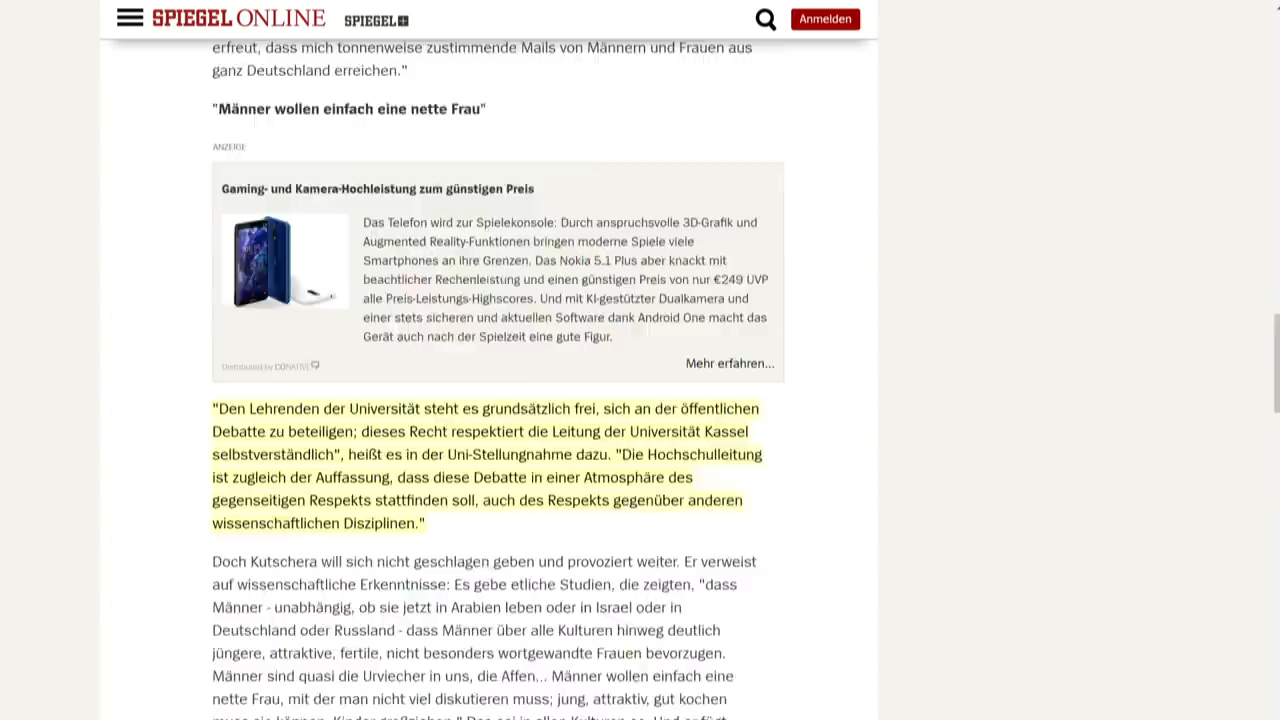 SPIEGEL ONLINE SPIEGEL+ Anmelden
erfreut, dass mich tonnenweise zustimmende Mails von Männern und Frauen aus
ganz Deutschland erreichen."
"Männer wollen einfach eine nette Frau"
ANZEIGE
Gaming- und Kamera-Hochleistung zum günstigen Preis
Das Telefon wird zur Spielekonsole: Durch anspruchsvolle 3D-Grafik und
Augmented Reality-Funktionen bringen moderne Spiele viele
Smartphones an ihre Grenzen. Das Nokia 5.1 Plus aber knackt mit
beachtlicher Rechenleistung und einen günstigen Preis von nur €249 UVP
alle Preis-Leistungs-Highscores. Und mit KI-gestützter Dualkamera und
einer stets sicheren und aktuellen Software dank Android One macht das
Gerät auch nach der Spielzeit eine gute Figur.
Distributed by CONATIVE
Mehr erfahren...
"Den Lehrenden der Universität steht es grundsätzlich frei, sich an der öffentlichen
Debatte zu beteiligen; dieses Recht respektiert die Leitung der Universität Kassel
selbstverständlich", heißt es in der Uni-Stellungnahme dazu. "Die Hochschulleitung
ist zugleich der Auffassung, dass diese Debatte in einer Atmosphäre des
gegenseitigen Respekts stattfinden soll, auch des Respekts gegenüber anderen
wissenschaftlichen Disziplinen."
Doch Kutschera will sich nicht geschlagen geben und provoziert weiter. Er verweist
auf wissenschaftliche Erkenntnisse: Es gebe etliche Studien, die zeigten, "dass
Männer - unabhängig, ob sie jetzt in Arabien leben oder in Israel oder in
Deutschland oder Russland - dass Männer über alle Kulturen hinweg deutlich
jüngere, attraktive, fertile, nicht besonders wortgewandte Frauen bevorzugen.
Männer sind quasi die Urviecher in uns, die Affen... Männer wollen einfach eine
nette Frau, mit der man nicht viel diskutieren muss; jung, attraktiv, gut kochen